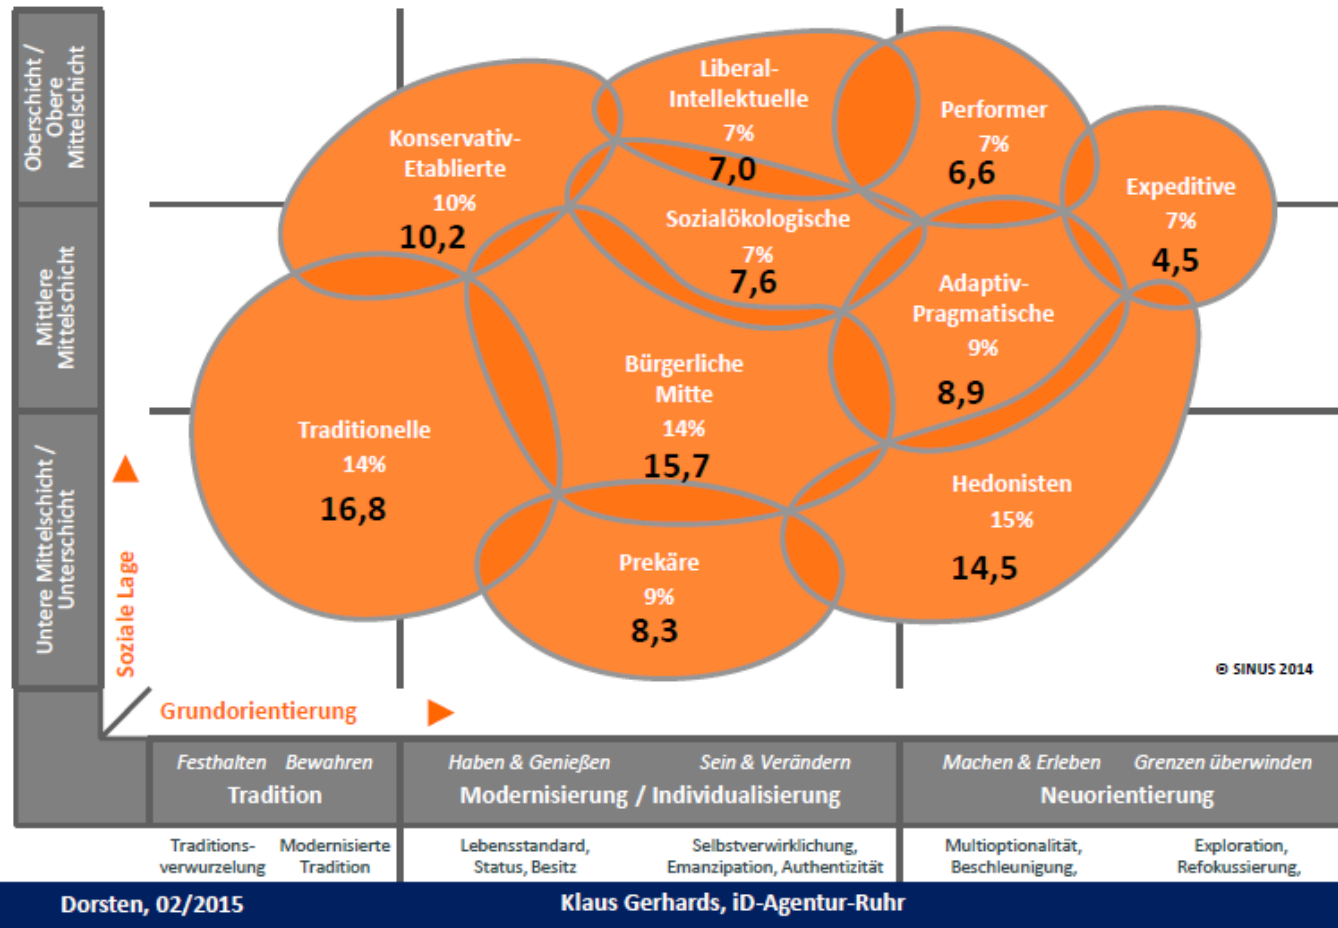 Oberschicht /
Obere
Mittelschicht
Mittlere
Mittelschicht
Untere Mittelschicht /
Unterschicht
Soziale Lage
Konservativ-
Etablierte
10%
10,2
Liberal-
Intellektuelle
7%
7,0
Performer
7%
6,6
Expeditive
7%
4,5
Sozialökologische
7%
7,6
Adaptiv-
Pragmatische
9%
8,9
Bürgerliche
Mitte
14%
15,7
Traditionelle
14%
16,8
Hedonisten
15%
14,5
Prekäre
9%
8,3
© SINUS 2014
Grundorientierung
Festhalten Bewahren
Tradition
Haben & Genießen Sein & Verändern
Modernisierung / Individualisierung
Machen & Erleben Grenzen überwinden
Neuorientierung
Traditions-
verwurzelung
Modernisierte
Tradition
Lebensstandard,
Status, Besitz
Selbstverwirklichung,
Emanzipation, Authentizität
Multioptionalität,
Beschleunigung,
Exploration,
Refokussierung,
Dorsten, 02/2015 Klaus Gerhards, iD-Agentur-Ruhr